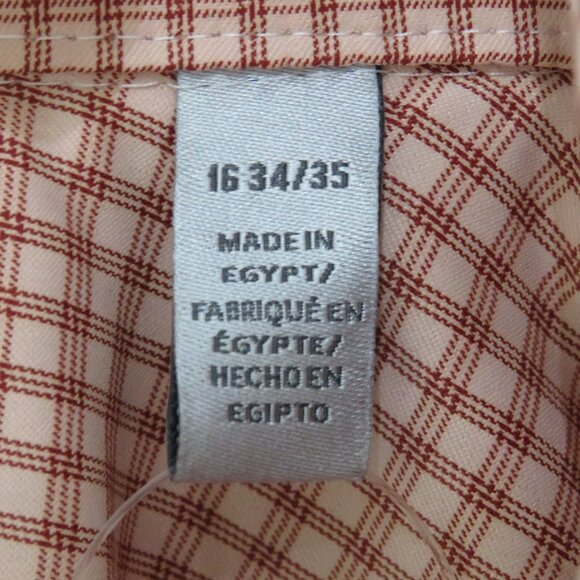 16 34/35
MADE IN
EGYPT/
FABRIQUÉ EN
ÉGYPTE/
HECHO EN
EGIPTO